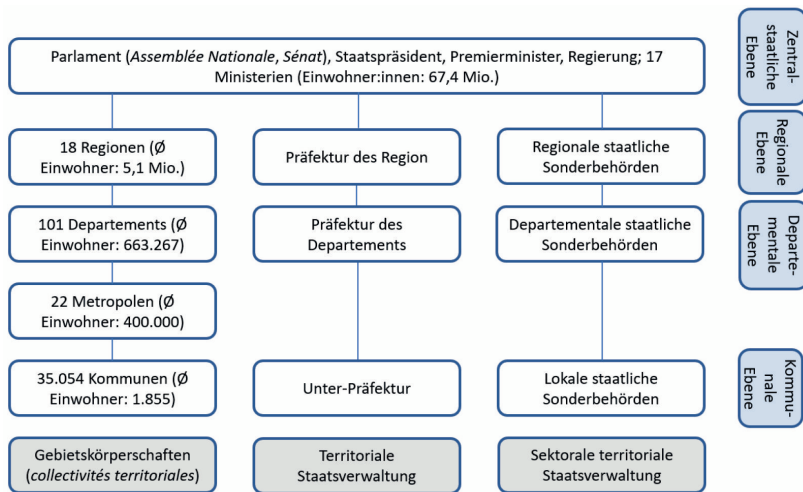 Parlament (Assemblée Nationale, Sénat), Staatspräsident, Premierminister, Regierung; 17
Ministerien (Einwohner:innen: 67,4 Mio.)
Zentral-
staatliche
Ebene
18 Regionen (Ø
Einwohner: 5,1 Mio.)
Präfektur des Region
Regionale staatliche
Sonderbehörden
Regionale
Ebene
101 Departements (Ø
Einwohner: 663.267)
Präfektur des
Departements
Departementale staatliche
Sonderbehörden
Departe-
mentale
Ebene
22 Metropolen (Ø
Einwohner: 400.000)
35.054 Kommunen (Ø
Einwohner: 1.855)
Unter-Präfektur
Lokale staatliche
Sonderbehörden
Kommu-
nale
Ebene
Gebietskörperschaften
(collectivités territoriales)
Territoriale
Staatsverwaltung
Sektorale territoriale
Staatsverwaltung